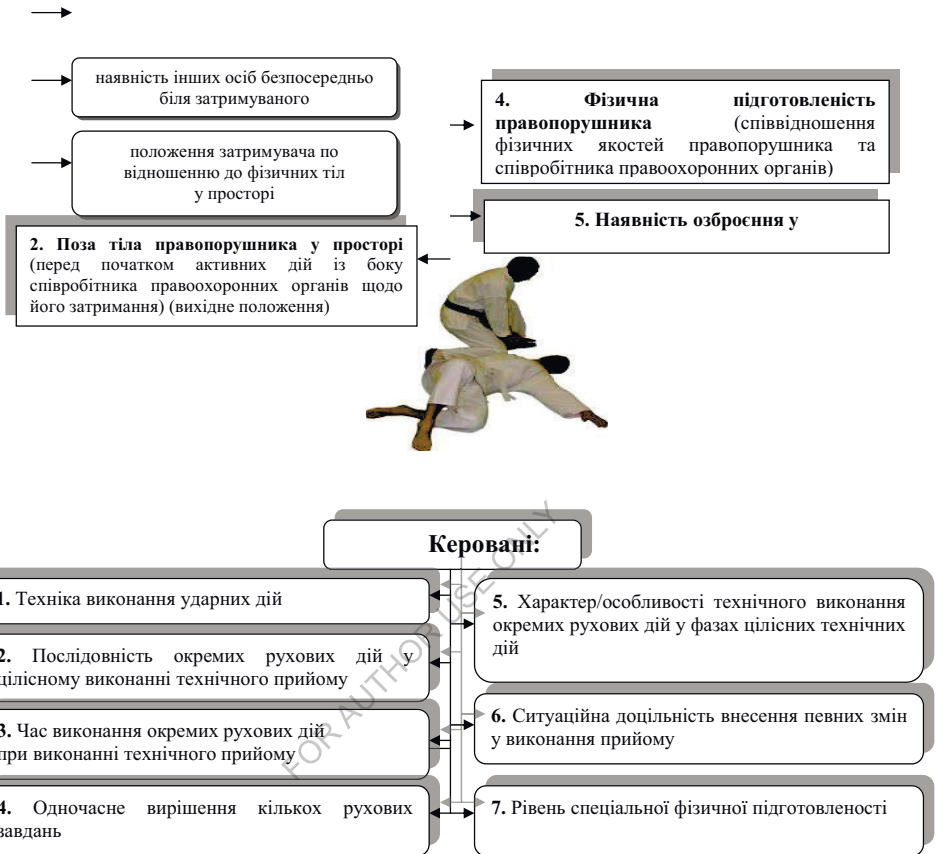 наявність інших осіб безпосередньо
біля затримуваного
положення затримувача по
відношенню до фізичних тіл
у просторі
2. Поза тіла правопорушника у просторі
(перед початком активних дій із боку
співробітника правоохоронних органів щодо
його затримання) (вихідне положення)
4. Фізична підготовленість
правопорушника (співвідношення
фізичних якостей правопорушника та
співробітника правоохоронних органів)
5. Наявність озброєння у
Керовані:
1. Техніка виконання ударних дій
2. Послідовність окремих рухових дій у
цілісному виконанні технічного прийому
3. Час виконання окремих рухових дій
при виконанні технічного прийому
4. Одночасне вирішення кількох рухових
завдань
5. Характер/особливості технічного виконання
окремих рухових дій у фазах цілісних технічних
дій
6. Ситуаційна доцільність внесення певних змін
у виконання прийому
7. Рівень спеціальної фізичної підготовленості
FOR AUTHOR USE ONLY